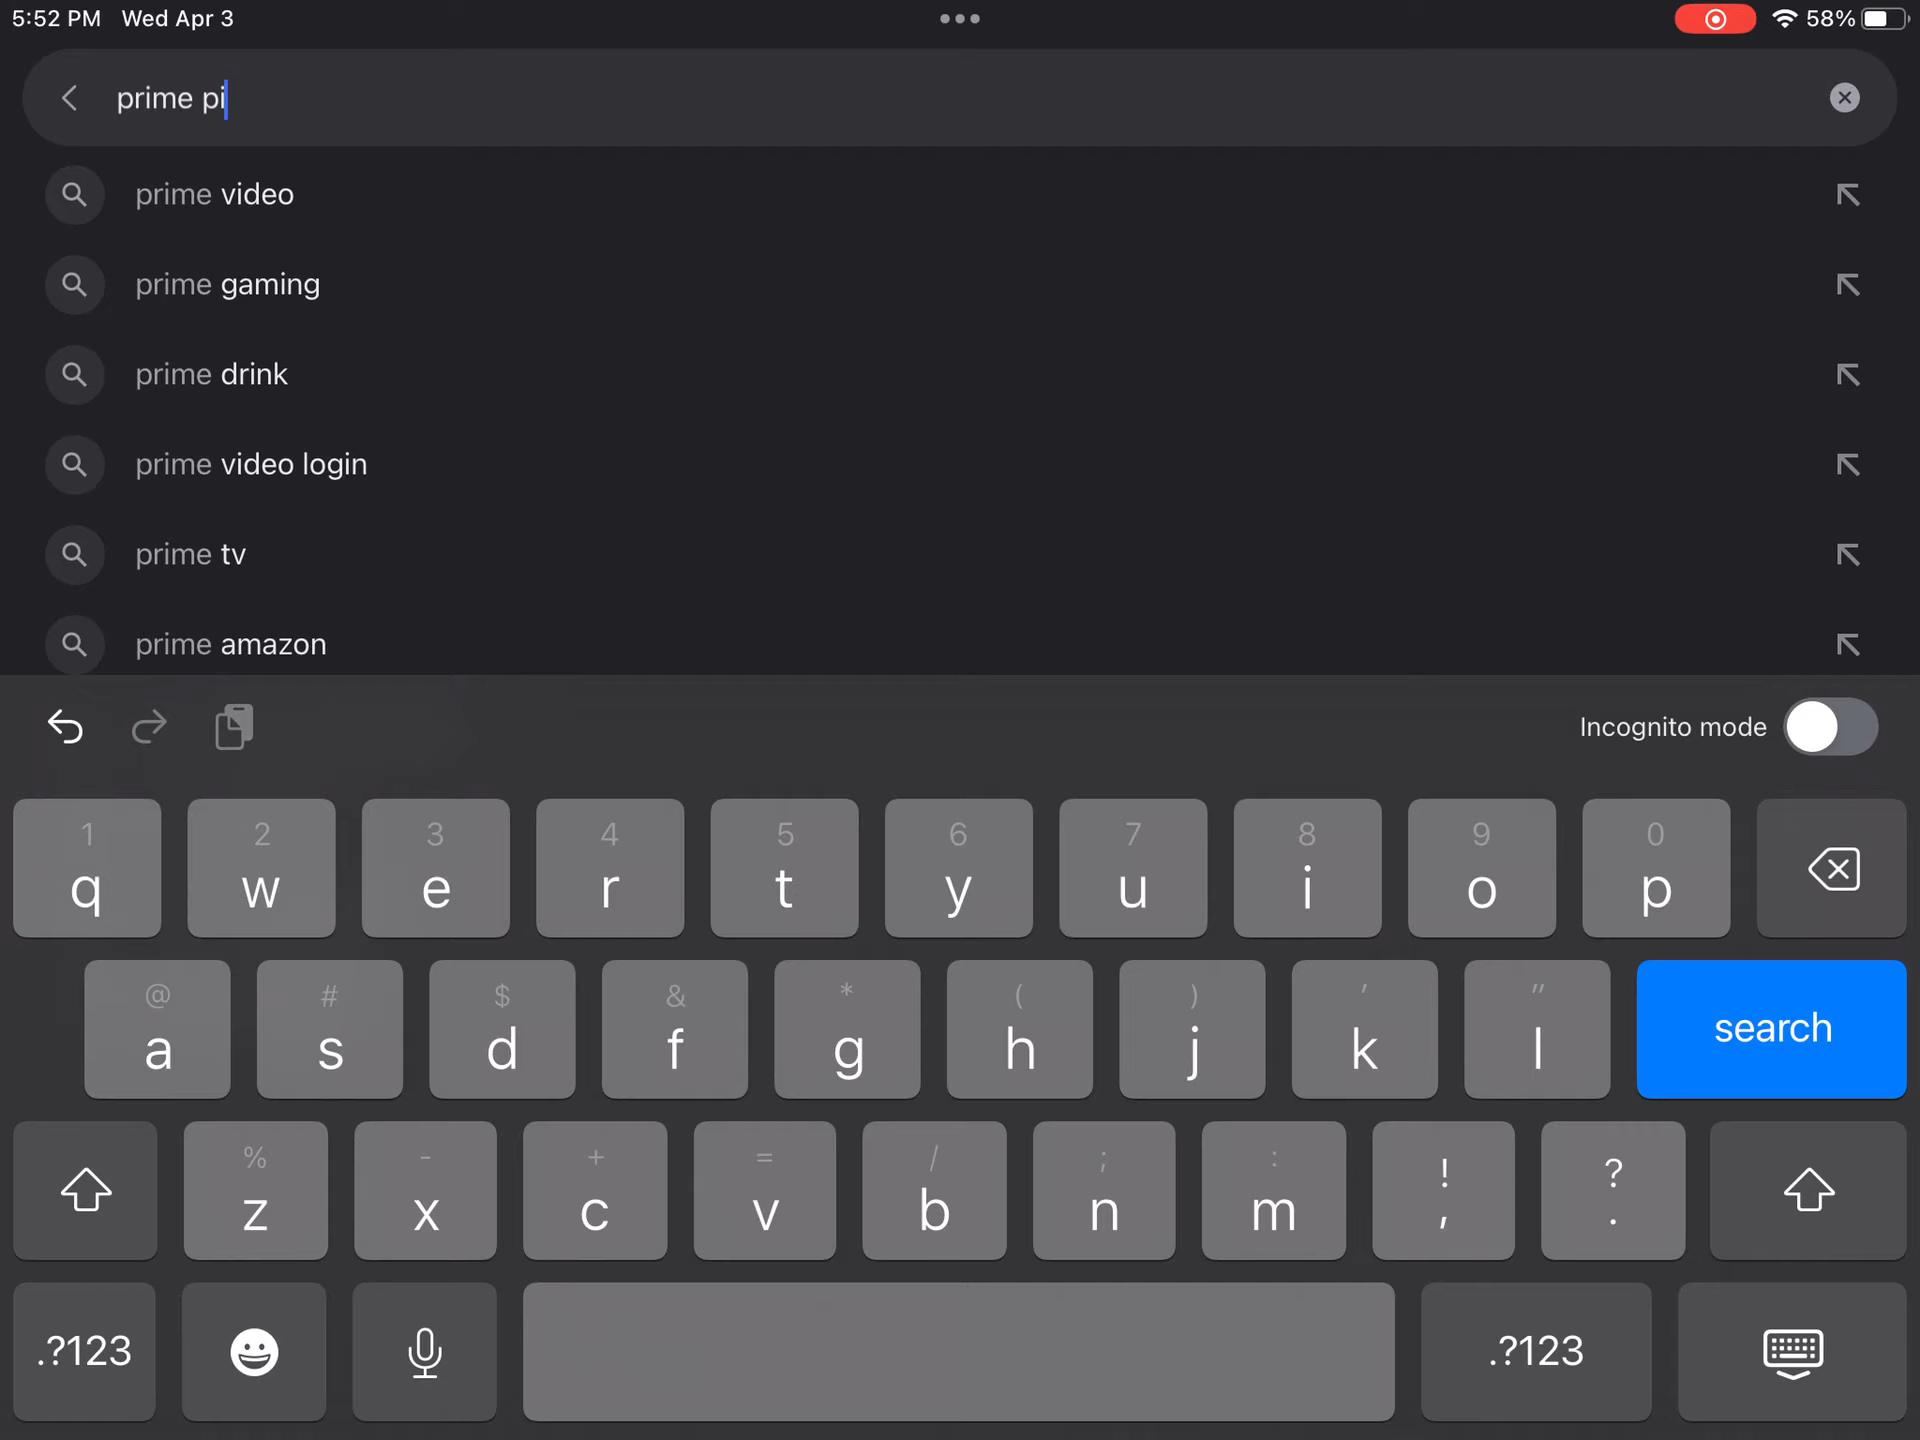 5:52 PM Wed Apr 3 58%
prime pi
prime video
prime gaming
prime drink
prime video login
prime tv
prime amazon
Incognito mode
1 2 3 4 5 6 7 8 9 0
q w e r t y u i o p
@ # $ & * ( ) ' "
a s d f g h j k l search
% - + = / ; : ! ?
z x c v b n m , .
.?123 .?123